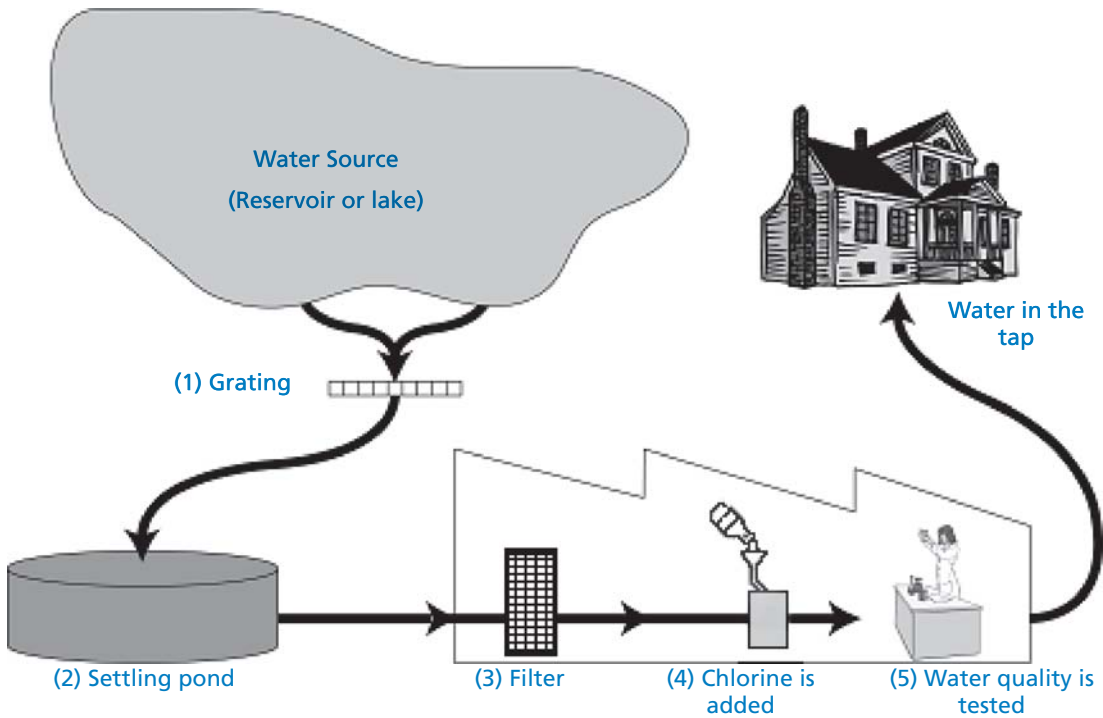 Water Source
(Reservoir or lake)
Water in the
tap
(1) Grating
(2) Settling pond
(3) Filter
(4) Chlorine is
added
(5) Water quality is
tested